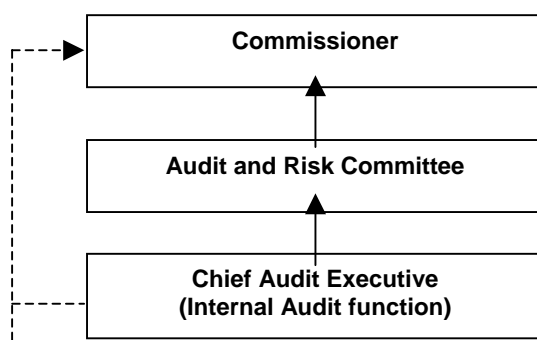 Commissioner
Audit and Risk Committee
Chief Audit Executive
(Internal Audit function)